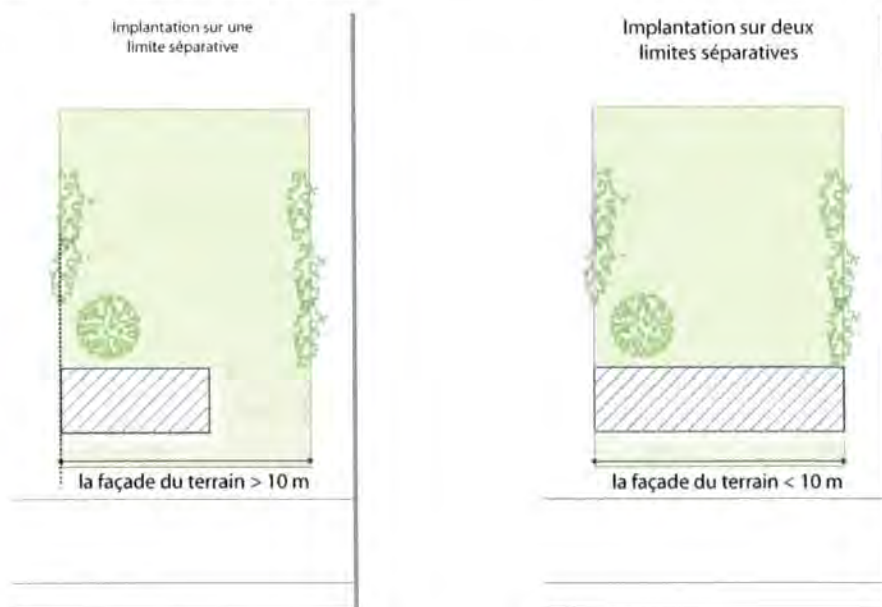 Implantation sur une
limite séparative
la façade du terrain > 10 m
Implantation sur deux
limites séparatives
la façade du terrain < 10 m